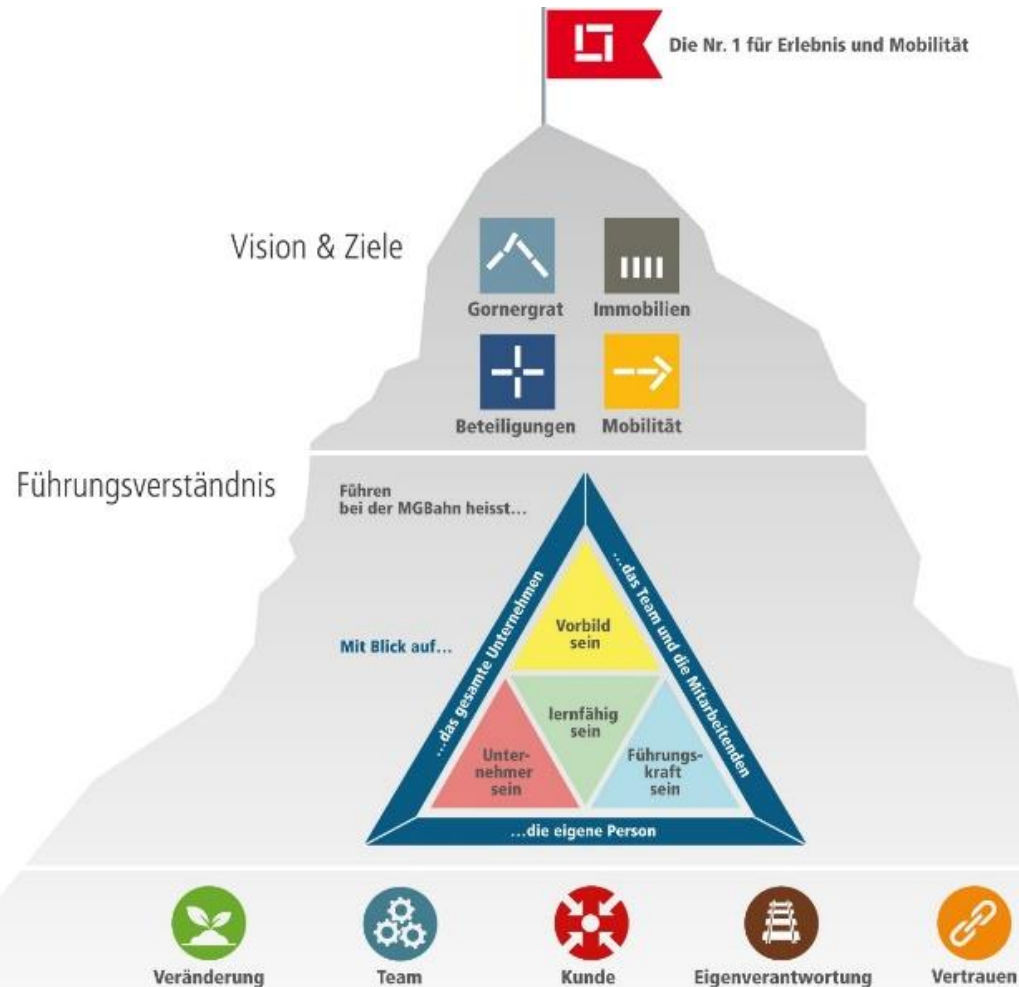 Die Nr. 1 für Erlebnis und Mobilität
Vision & Ziele
Gornergrat
Immobilien
Beteiligungen
Mobilität
Führungsverständnis
Führen
bei der MGBahn heisst...
Mit Blick auf...
...das gesamte Unternehmen
...das Team und die Mitarbeitenden
Vorbild
sein
lernfähig
sein
Unter-
nehmer
sein
Führungs-
kraft
sein
...die eigene Person
Veränderung
Team
Kunde
Eigenverantwortung
Vertrauen